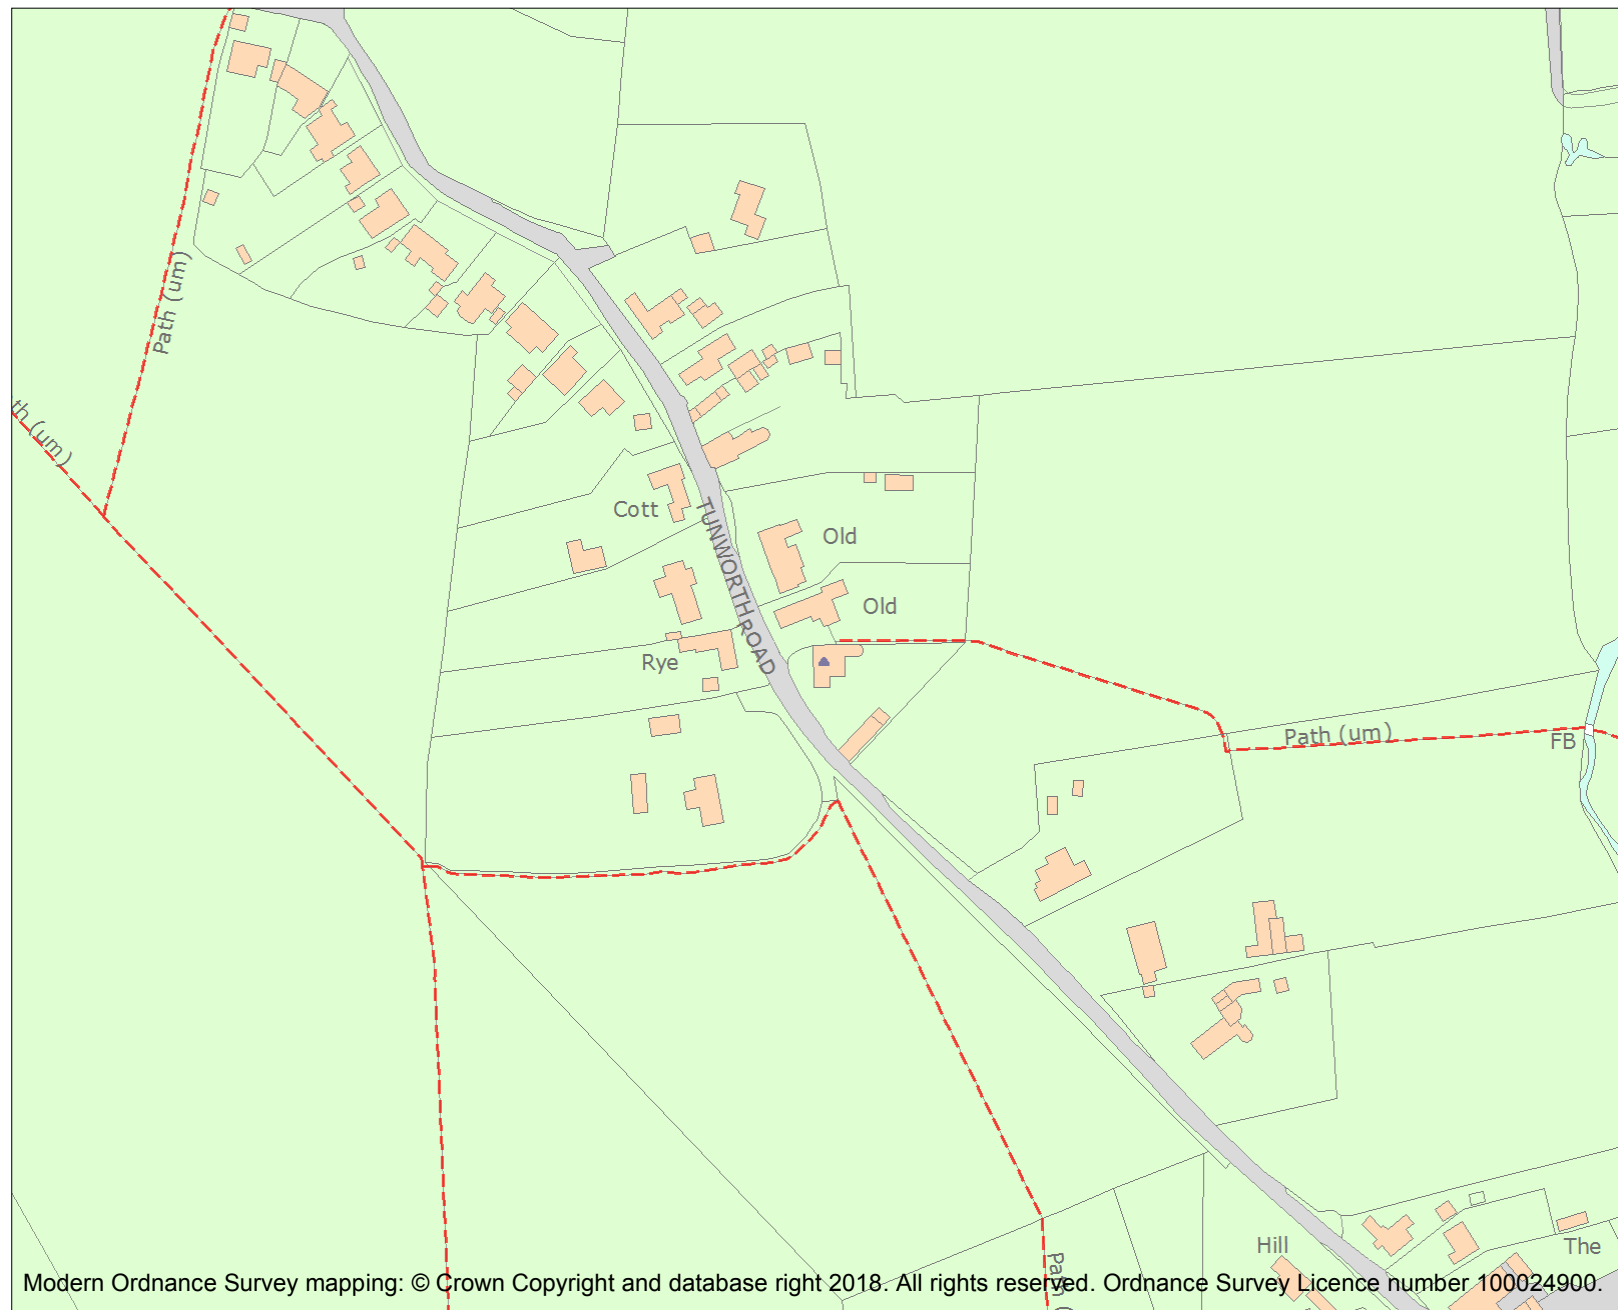 Path (um)
th (um)
Cott
TUNWORTH ROAD
Old
Old
Rye
Path (um)
FB
Hill
The
Path (
Modern Ordnance Survey mapping: © Crown Copyright and database right 2018. All rights reserved. Ordnance Survey Licence number 100024900.